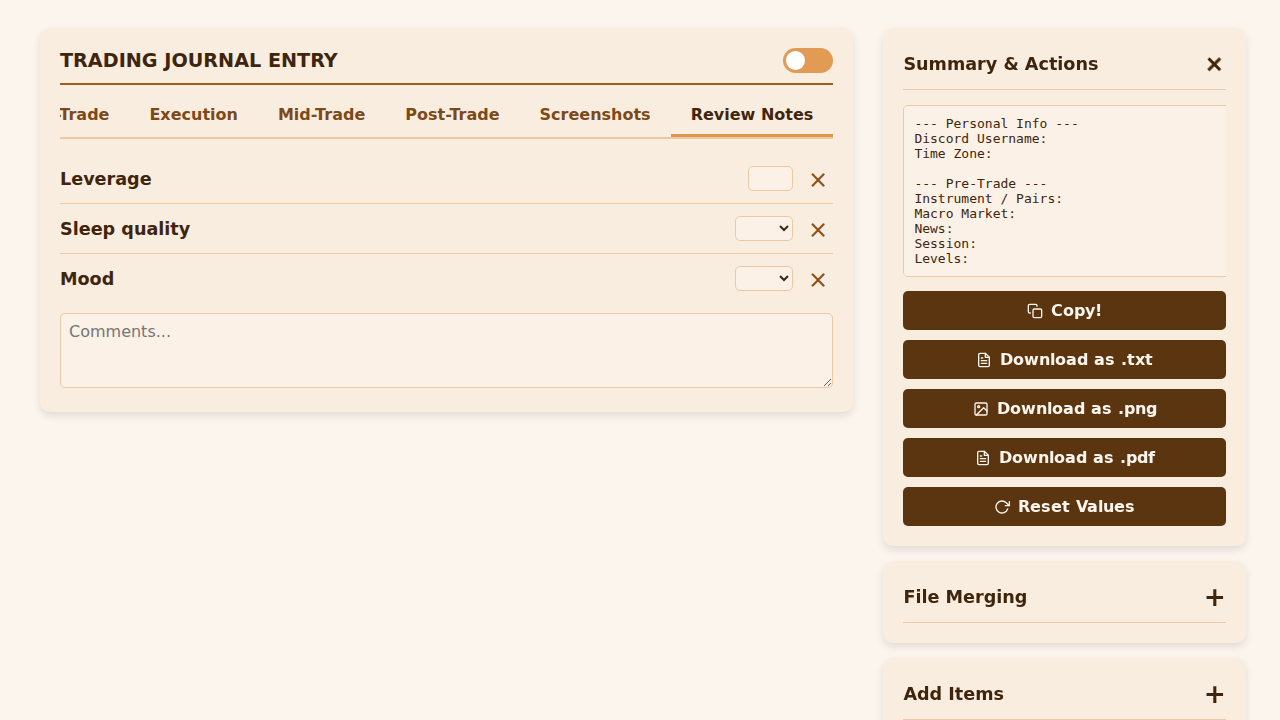 TRADING JOURNAL ENTRY
-Trade Execution Mid-Trade Post-Trade Screenshots Review Notes
Leverage
Sleep quality
Mood
Comments...
Summary & Actions
--- Personal Info ---
Discord Username:
Time Zone:
--- Pre-Trade ---
Instrument / Pairs:
Macro Market:
News:
Session:
Levels:
Copy!
Download as .txt
Download as .png
Download as .pdf
Reset Values
File Merging
Add Items